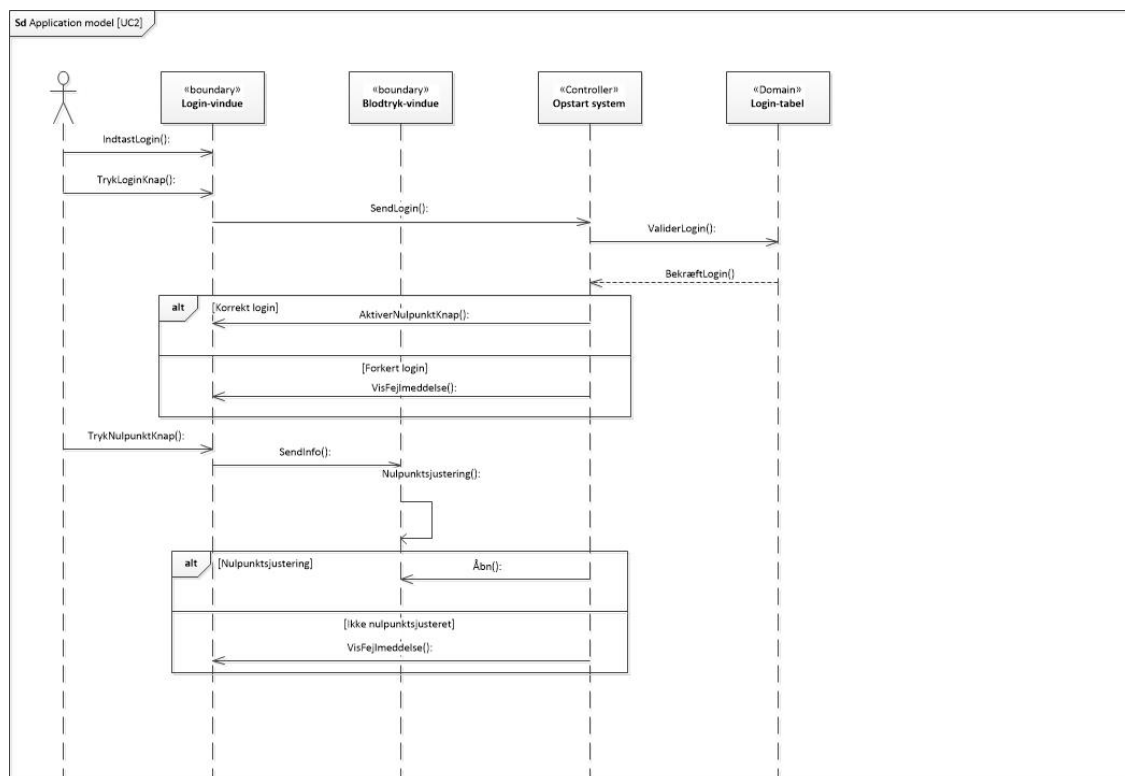 Sd Application model [UC2]
«boundary»
Login-vindue
«boundary»
Blodtryk-vindue
«Controller»
Opstart system
«Domain»
Login-tabel
IndtastLogin():
TrykLoginKnap():
SendLogin():
ValiderLogin():
BekræftLogin()
alt
[Korrekt login]
AktiverNulpunktKnap():
[Forkert login]
VisFejlmeddelse():
TrykNulpunktKnap():
SendInfo():
Nulpunktsjustering():
alt
[Nulpunktsjustering]
Åbn():
[Ikke nulpunktsjusteret]
VisFejlmeddelse():